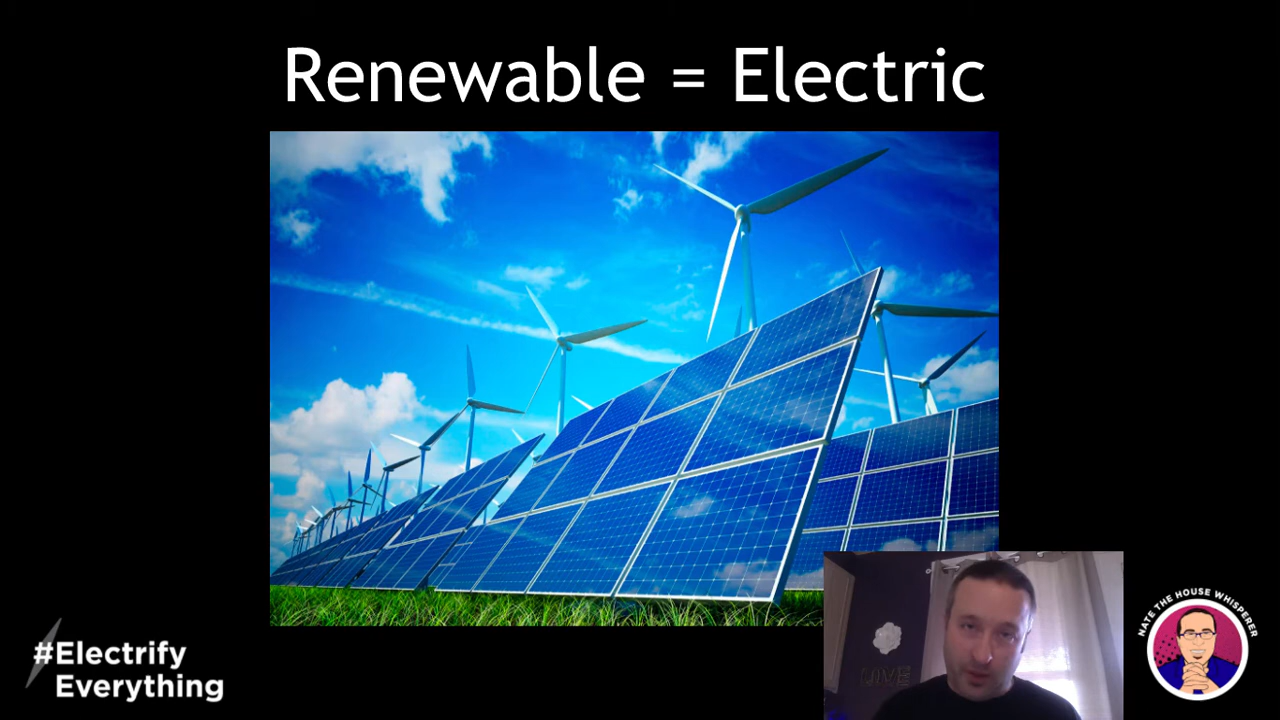 Renewable = Electric
#Electrify
Everything
NATE THE HOUSE WHISPERER